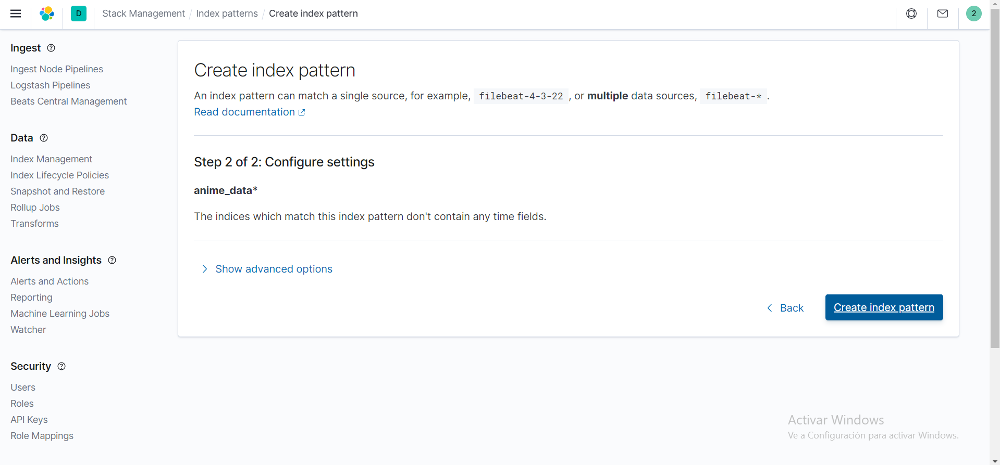 D
Stack Management / Index patterns / Create index pattern
2
Ingest
Ingest Node Pipelines
Logstash Pipelines
Beats Central Management
Data
Index Management
Index Lifecycle Policies
Snapshot and Restore
Rollup Jobs
Transforms
Alerts and Insights
Alerts and Actions
Reporting
Machine Learning Jobs
Watcher
Security
Users
Roles
API Keys
Role Mappings
Create index pattern
An index pattern can match a single source, for example, filebeat-4-3-22 , or multiple data sources, filebeat-* .
Read documentation
Step 2 of 2: Configure settings
anime_data*
The indices which match this index pattern don't contain any time fields.
Show advanced options
Back
Create index pattern
Activar Windows
Ve a Configuración para activar Windows.